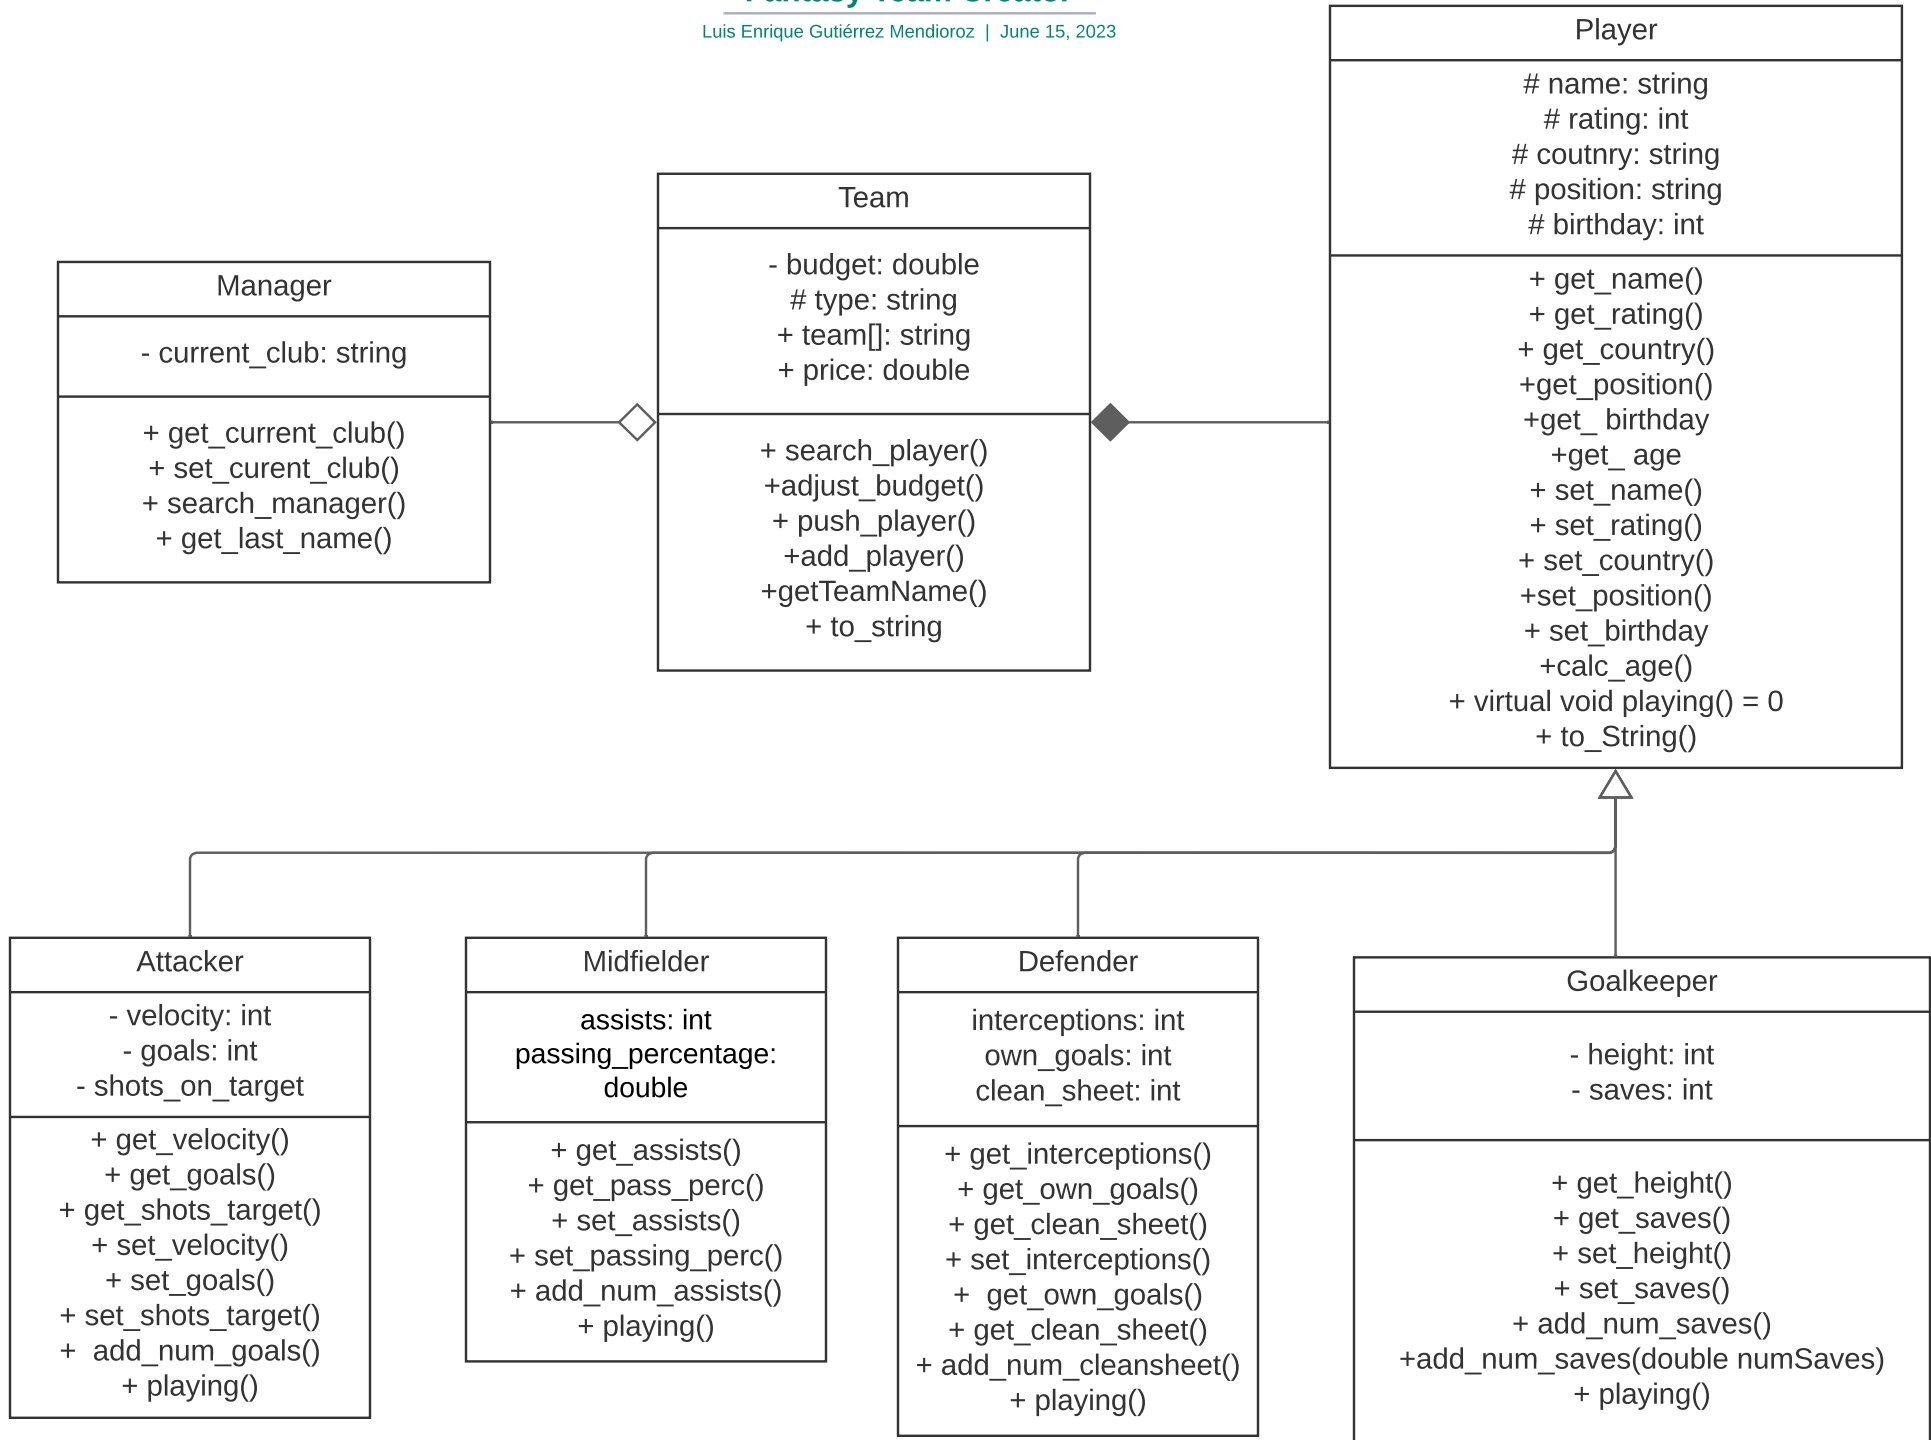 Fantasy Team Creator
Luis Enrique Gutiérrez Mendioroz | June 15, 2023
Player
# name: string
# rating: int
# coutnry: string
# position: string
# birthday: int
+ get_name()
+ get_rating()
+ get_country()
+get_position()
+get_ birthday
+get_ age
+ set_name()
+ set_rating()
+ set_country()
+set_position()
+ set_birthday
+calc_age()
+ virtual void playing() = 0
+ to_String()
Team
- budget: double
# type: string
+ team[]: string
+ price: double
+ search_player()
+adjust_budget()
+ push_player()
+add_player()
+getTeamName()
+ to_string
Manager
- current_club: string
+ get_current_club()
+ set_curent_club()
+ search_manager()
+ get_last_name()
Attacker
- velocity: int
- goals: int
- shots_on_target
+ get_velocity()
+ get_goals()
+ get_shots_target()
+ set_velocity()
+ set_goals()
+ set_shots_target()
+  add_num_goals()
+ playing()
Midfielder
assists: int
passing_percentage:
double
+ get_assists()
+ get_pass_perc()
+ set_assists()
+ set_passing_perc()
+ add_num_assists()
+ playing()
Defender
interceptions: int
own_goals: int
clean_sheet: int
+ get_interceptions()
+ get_own_goals()
+ get_clean_sheet()
+ set_interceptions()
+  get_own_goals()
+ get_clean_sheet()
+ add_num_cleansheet()
+ playing()
Goalkeeper
- height: int
- saves: int
+ get_height()
+ get_saves()
+ set_height()
+ set_saves()
+ add_num_saves()
+add_num_saves(double numSaves)
+ playing()